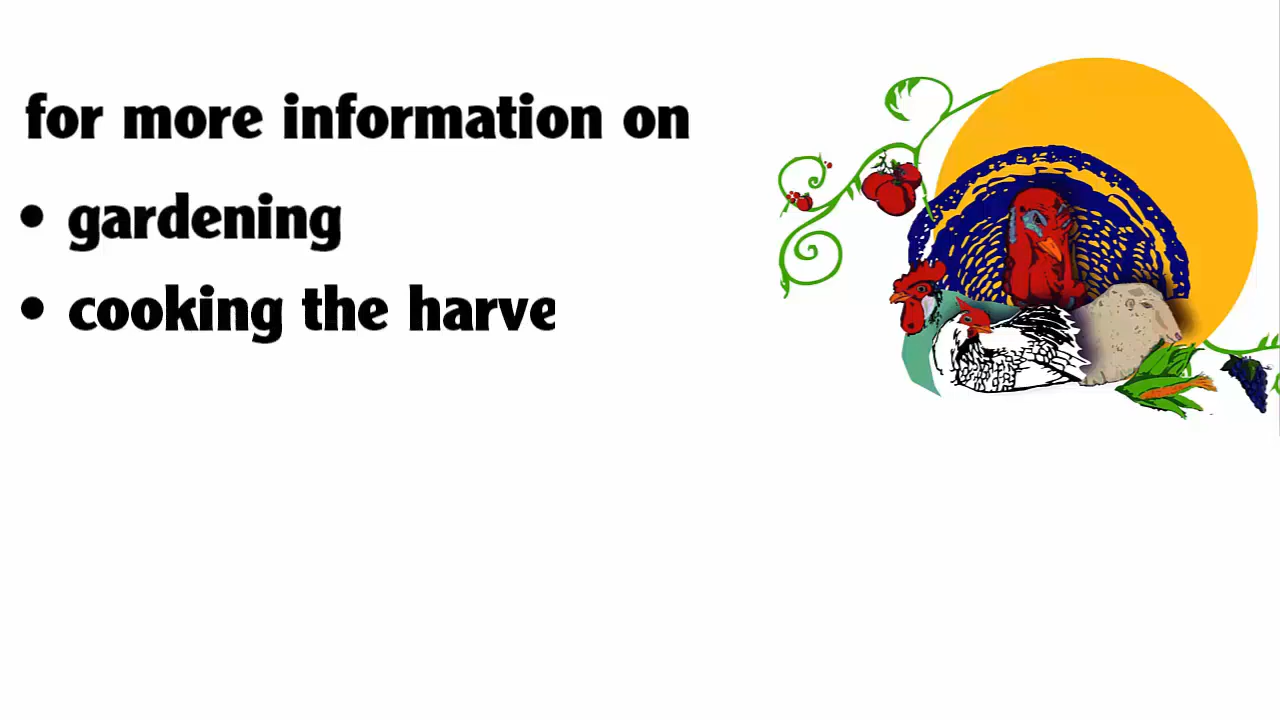 for more information on
• gardening
• cooking the harve